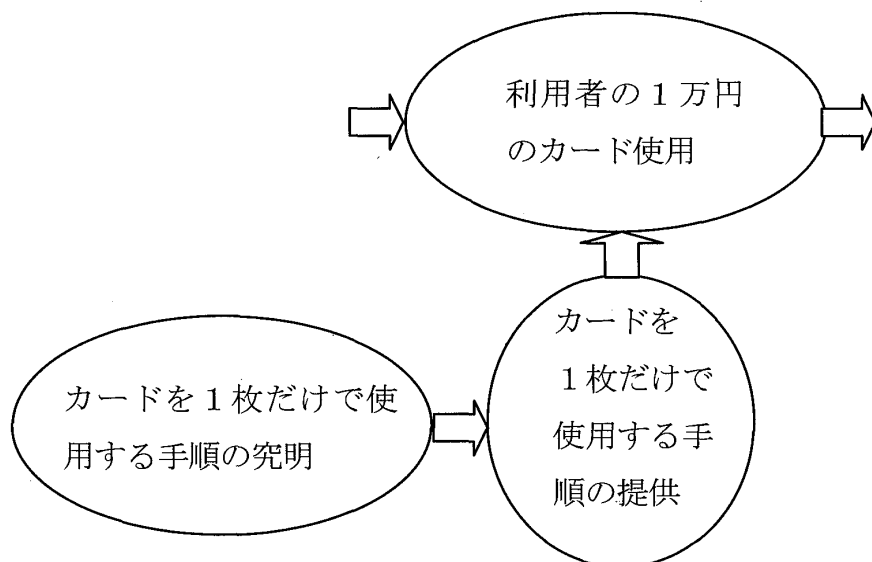 利用者の１万円
のカード使用
カードを
１枚だけで
使用する手
順の提供
カードを１枚だけで使
用する手順の究明